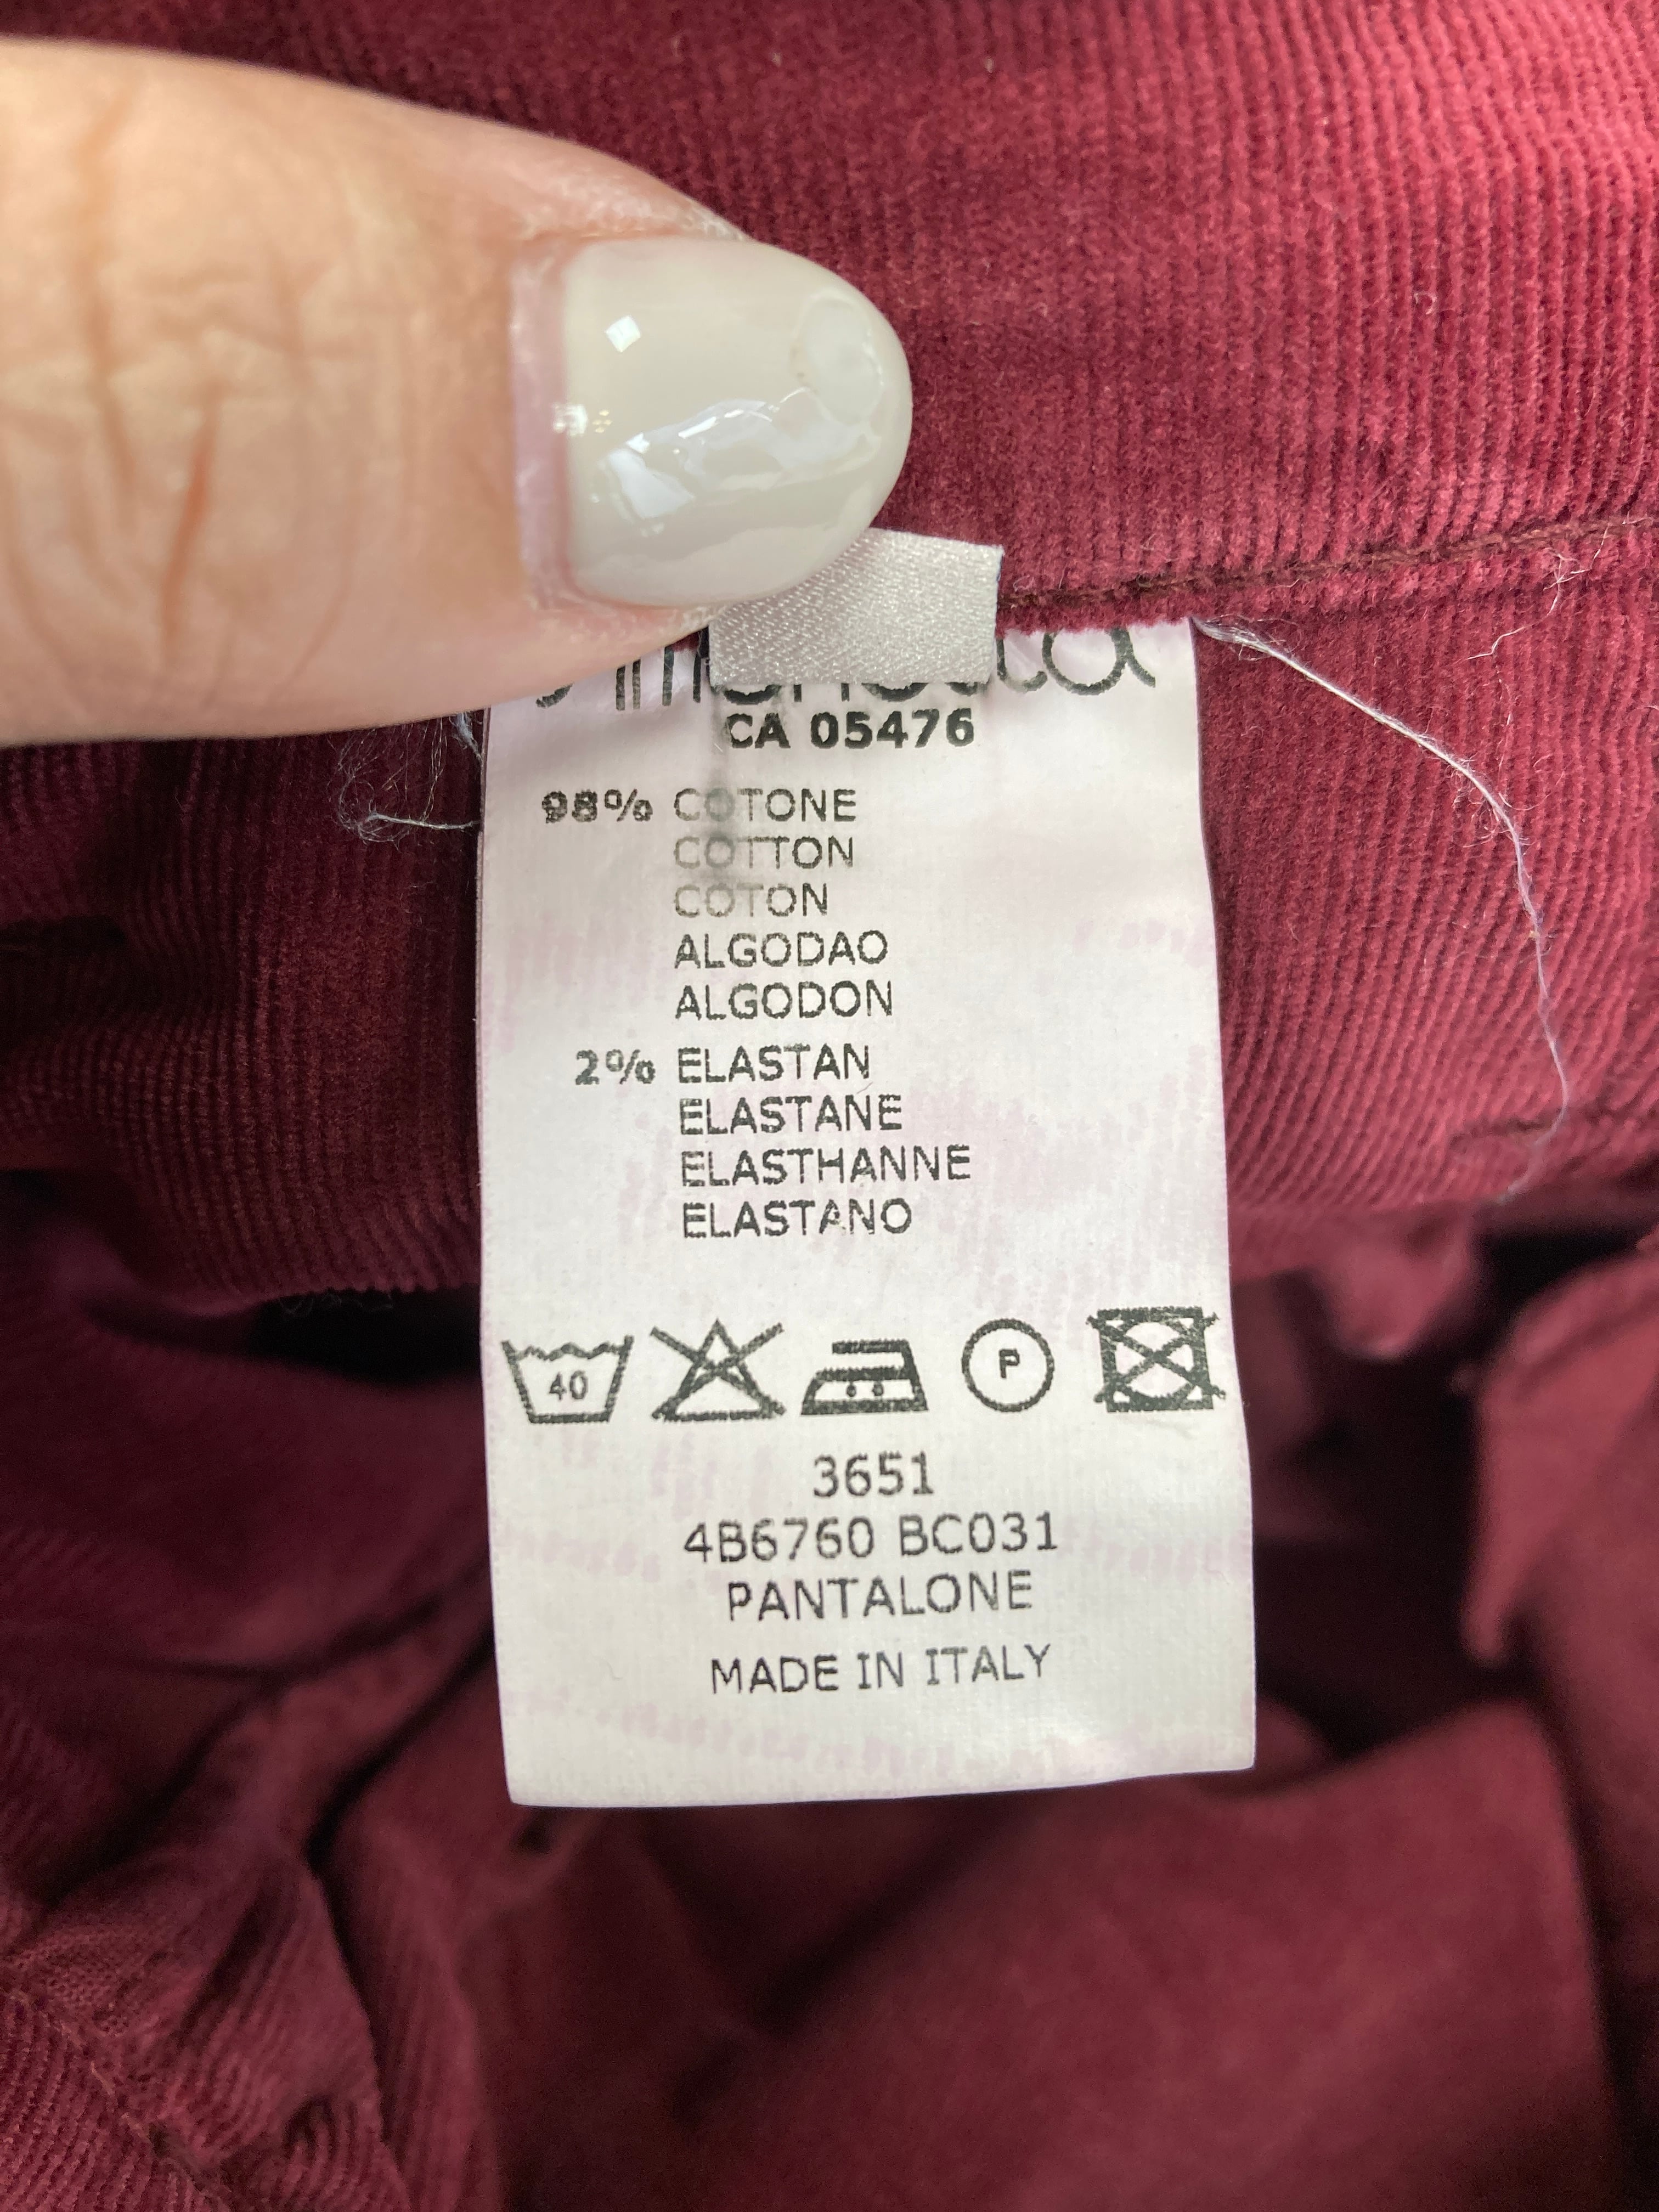 CA 05476
98% COTONE
COTTON
COTON
ALGODAO
ALGODON
2% ELASTAN
ELASTANE
ELASTHANNE
ELASTANO
40
P
3651
4B6760 BC031
PANTALONE
MADE IN ITALY